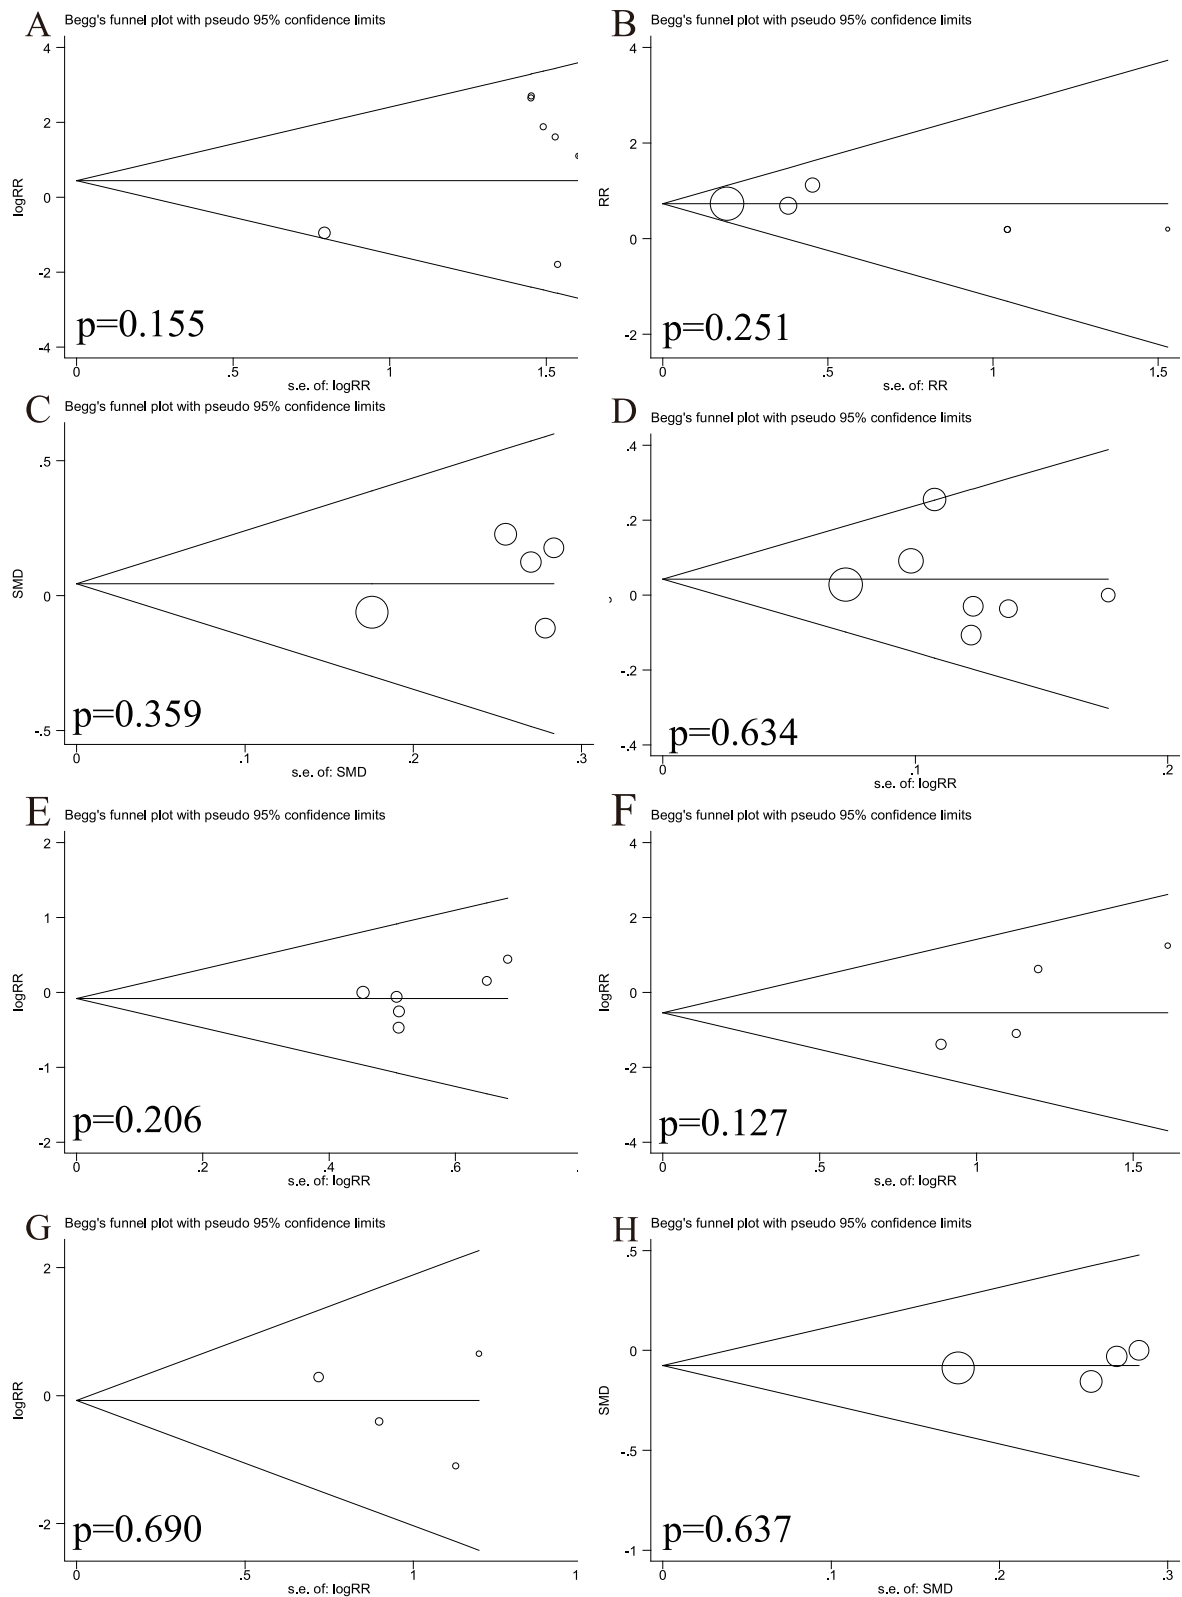 A
Begg's funnel plot with pseudo 95% confidence limits
4
2
0
-2
-4
logRR
p=0.155
0
.5
1
1.5
s.e. of: logRR
B
Begg's funnel plot with pseudo 95% confidence limits
4
2
0
-2
RR
p=0.251
0
.5
1
1.5
s.e. of: RR
C
Begg's funnel plot with pseudo 95% confidence limits
.5
0
-.5
SMD
p=0.359
0
.1
.2
.3
s.e. of: SMD
D
Begg's funnel plot with pseudo 95% confidence limits
.4
.2
0
-.2
-.4
p=0.634
0
.1
.2
s.e. of: logRR
E
Begg's funnel plot with pseudo 95% confidence limits
2
1
0
-1
-2
logRR
p=0.206
0
.2
.4
.6
s.e. of: logRR
F
Begg's funnel plot with pseudo 95% confidence limits
4
2
0
-2
-4
logRR
p=0.127
0
.5
1
1.5
s.e. of: logRR
G
Begg's funnel plot with pseudo 95% confidence limits
2
0
-2
logRR
p=0.690
0
.5
1
1
s.e. of: logRR
H
Begg's funnel plot with pseudo 95% confidence limits
.5
0
-.5
-1
SMD
p=0.637
0
.1
.2
.3
s.e. of: SMD